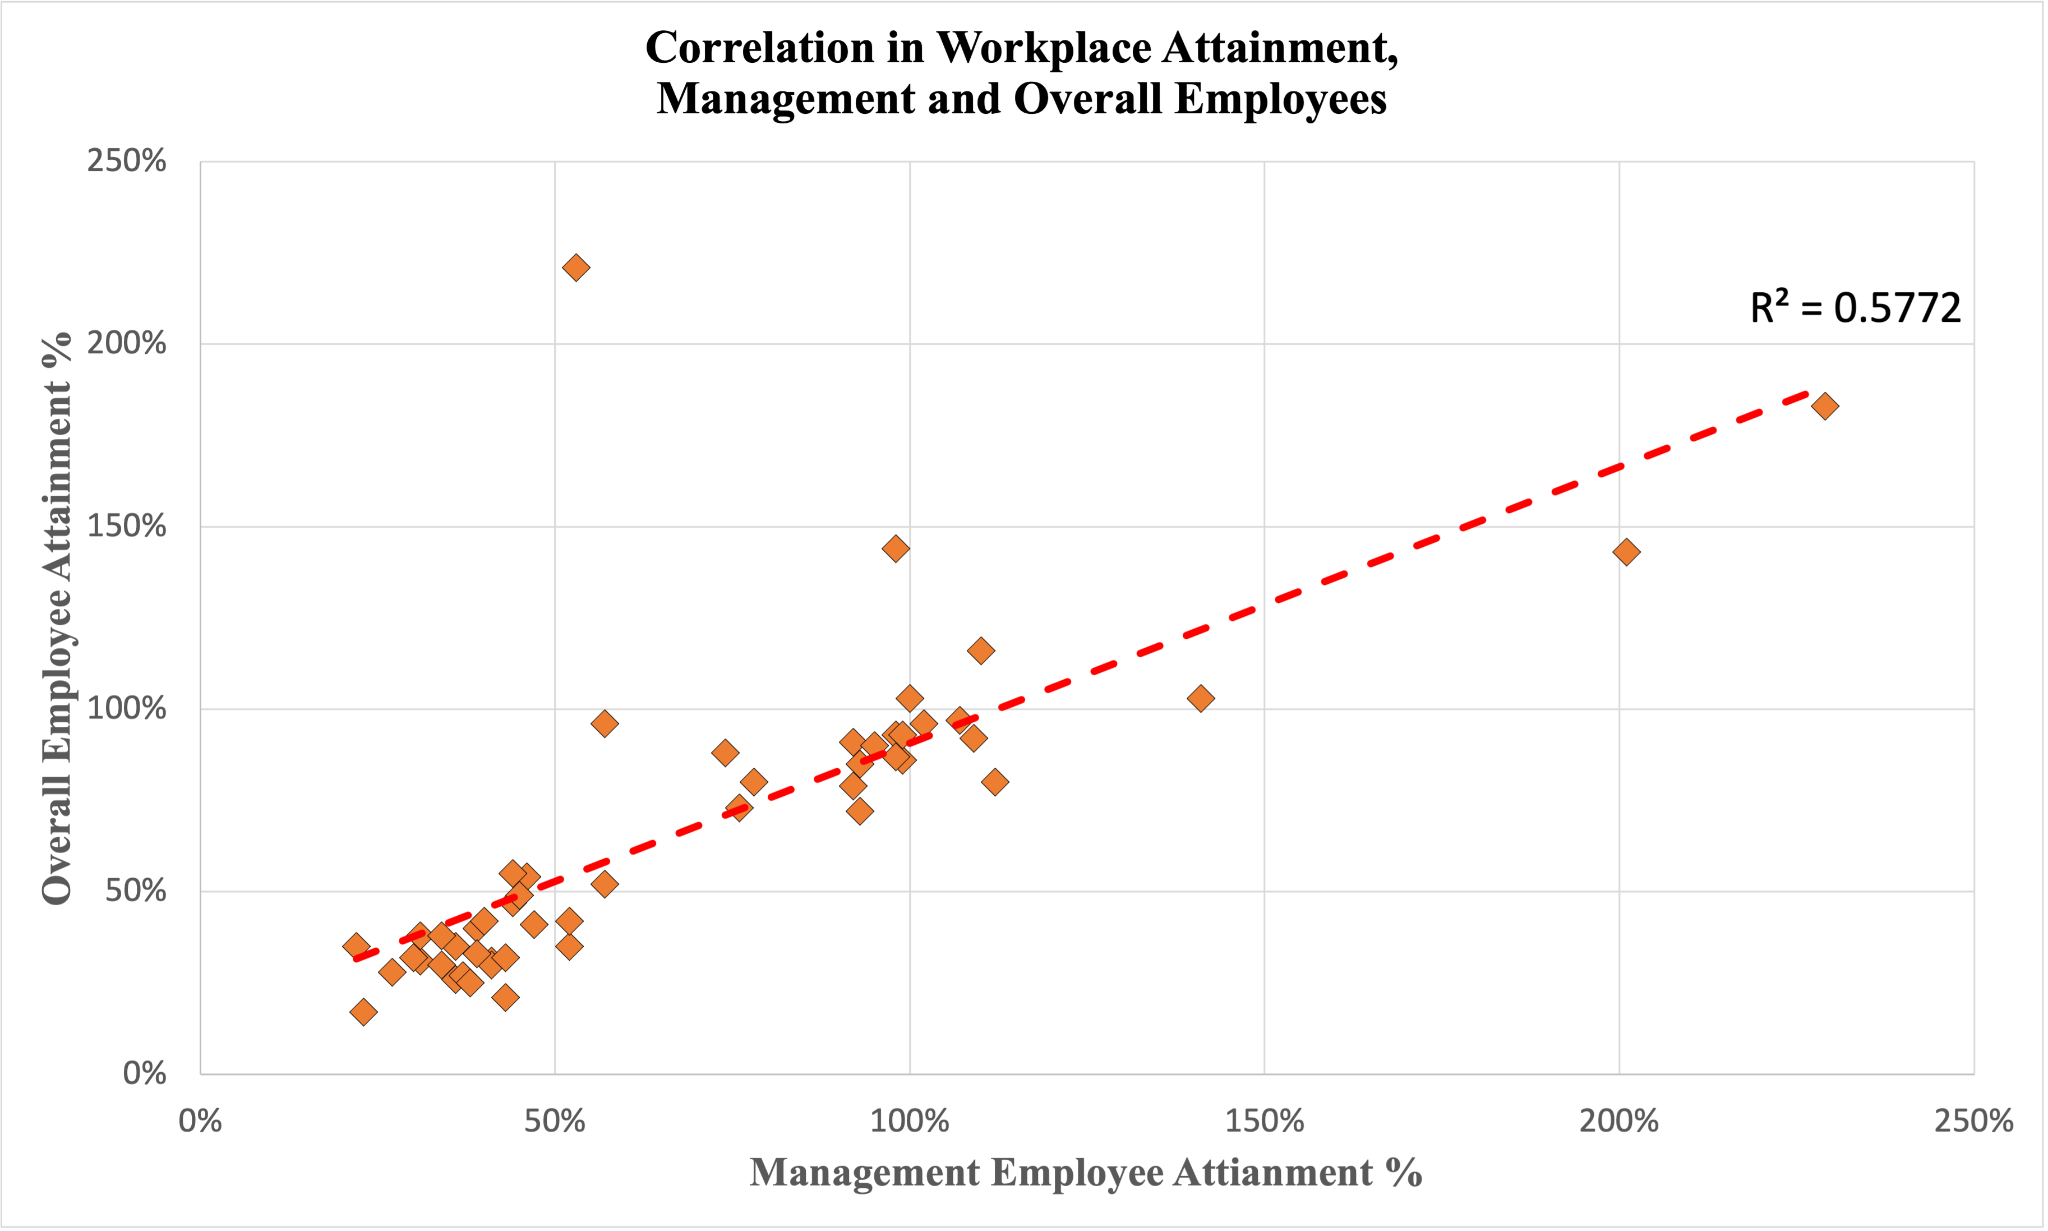 Correlation in Workplace Attainment,
Management and Overall Employees
250%
200%
150%
100%
50%
0%
Overall Employee Attainment %
R² = 0.5772
0%
50%
100%
150%
200%
250%
Management Employee Attianment %